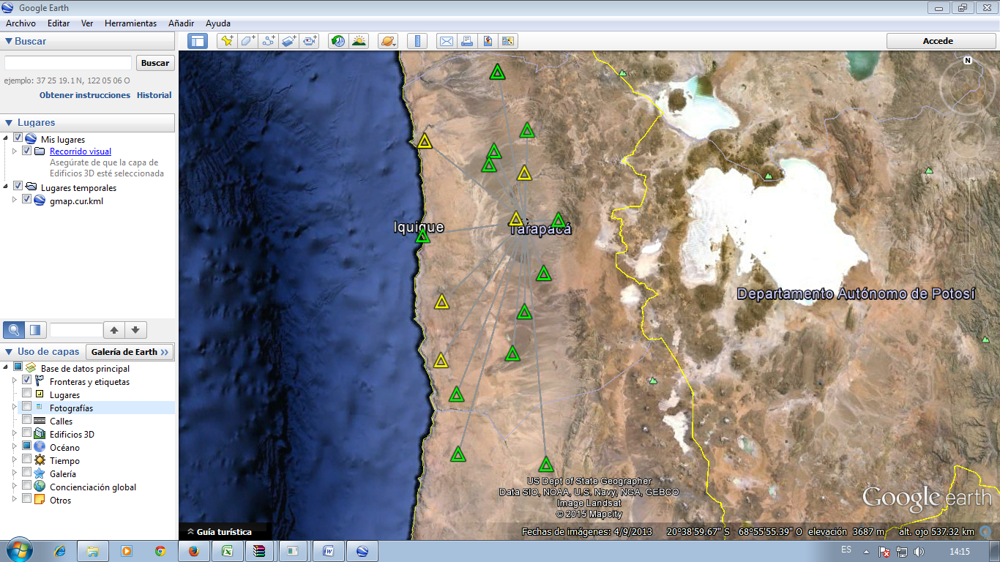 Google Earth
Archivo Editar Ver Herramientas Añadir Ayuda
Buscar
Accede
Buscar
ejemplo: 37 25 19.1 N, 122 05 06 O
Obtener instrucciones Historial
Lugares
Mis lugares
Recorrido visual
Asegúrate de que la capa de
Edificios 3D esté seleccionada
Lugares temporales
gmap.cur.kml
Uso de capas
Galería de Earth
Base de datos principal
Fronteras y etiquetas
Lugares
Fotografías
Calles
Edificios 3D
Océano
Tiempo
Galería
Concienciación global
Otros
N
Iquique
Tarapacá
Departamento Autónomo de Potosí
US Dept of State Geographer
Data SIO, NOAA, U.S. Navy, NGA, GEBCO
Image Landsat
© 2015 Mapcity
Google earth
Guía turística
Fechas de imágenes: 4/9/2013 20°38'59.67" S 68°55'55.39" O elevación 3687 m alt. ojo 537.32 km
ES
14:15